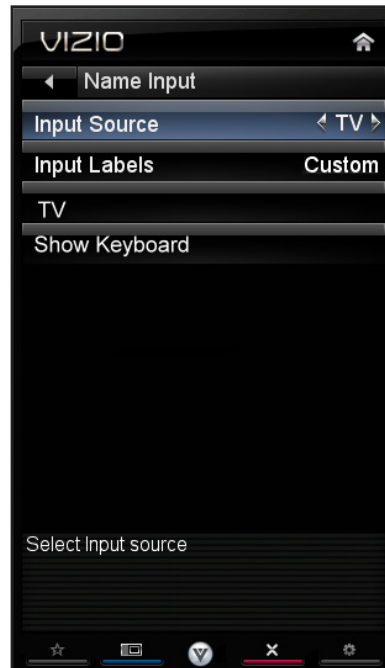 VIZIO
Name Input
Input Source TV
Input Labels Custom
TV
Show Keyboard
Select Input source
V